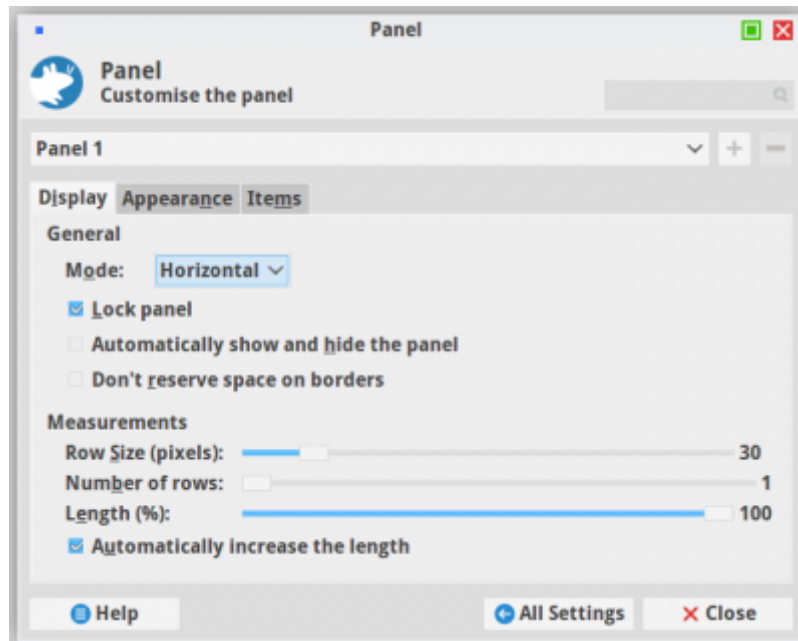 Panel
Panel
Customise the panel
Panel 1
Display Appearance Items
General
Mode: Horizontal
Lock panel
Automatically show and hide the panel
Don't reserve space on borders
Measurements
Row Size (pixels): 30
Number of rows: 1
Length (%): 100
Automatically increase the length
Help All Settings Close